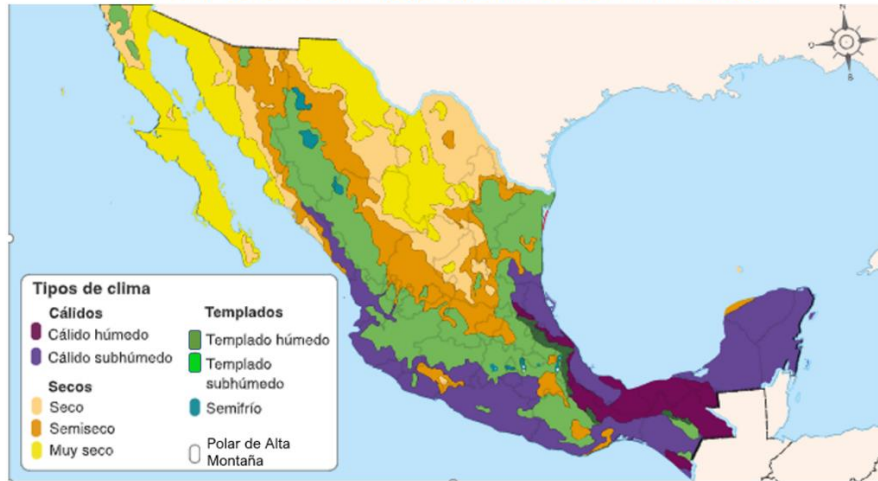 N
O
B
Tipos de clima
Cálidos
Cálido húmedo
Cálido subhúmedo
Secos
Seco
Semiseco
Muy seco
Templados
Templado húmedo
Templado
subhúmedo
Semifrío
Polar de Alta
Montaña